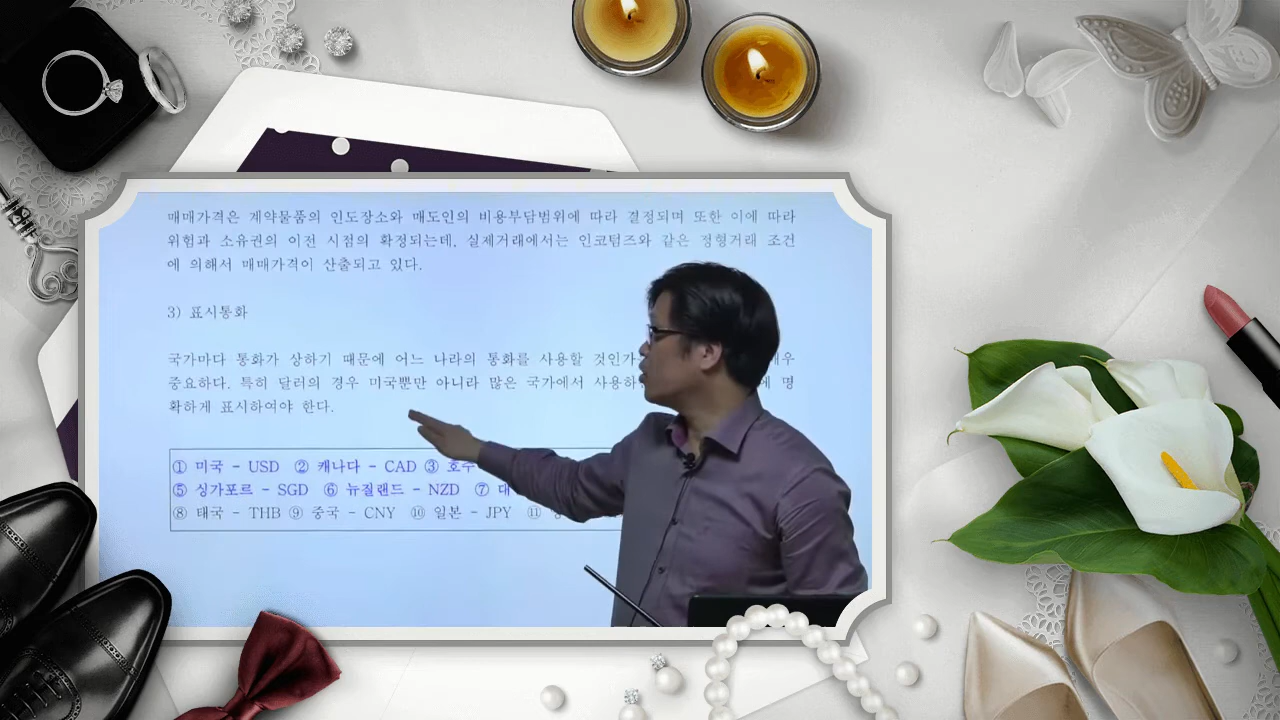 매매가격은 계약물품의 인도장소와 매도인의 비용부담범위에 따라 결정되며 또한 이에 따라
위험과 소유권의 이전 시점의 확정되는데, 실제거래에서는 인코텀즈와 같은 정형거래 조건
에 의해서 매매가격이 산출되고 있다.
3) 표시통화
국가마다 통화가 상하기 때문에 어느 나라의 통화를 사용할 것인가
중요하다. 특히 달러의 경우 미국뿐만 아니라 많은 국가에서 명
확하게 표시하여야 한다.
① 미국 - USD ② 캐나다 - CAD ③ 호주
⑤ 싱가포르 - SGD ⑥ 뉴질랜드 - NZD ⑦
⑧ 태국 - THB ⑨ 중국 - CNY ⑩ 일본 - JPY ⑪